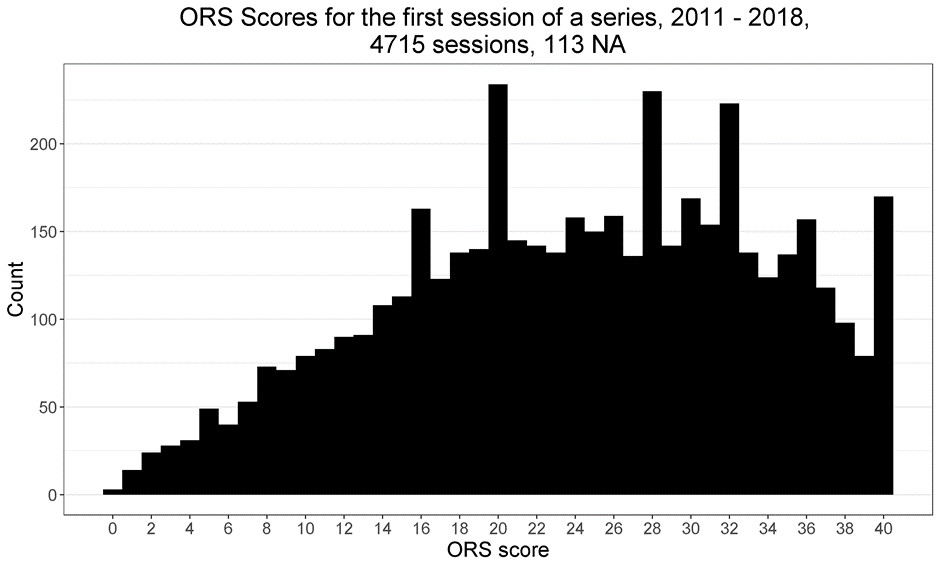 ORS Scores for the first session of a series, 2011 - 2018,
4715 sessions, 113 NA
Count
200
150
100
50
0
0 2 4 6 8 10 12 14 16 18 20 22 24 26 28 30 32 34 36 38 40
ORS score